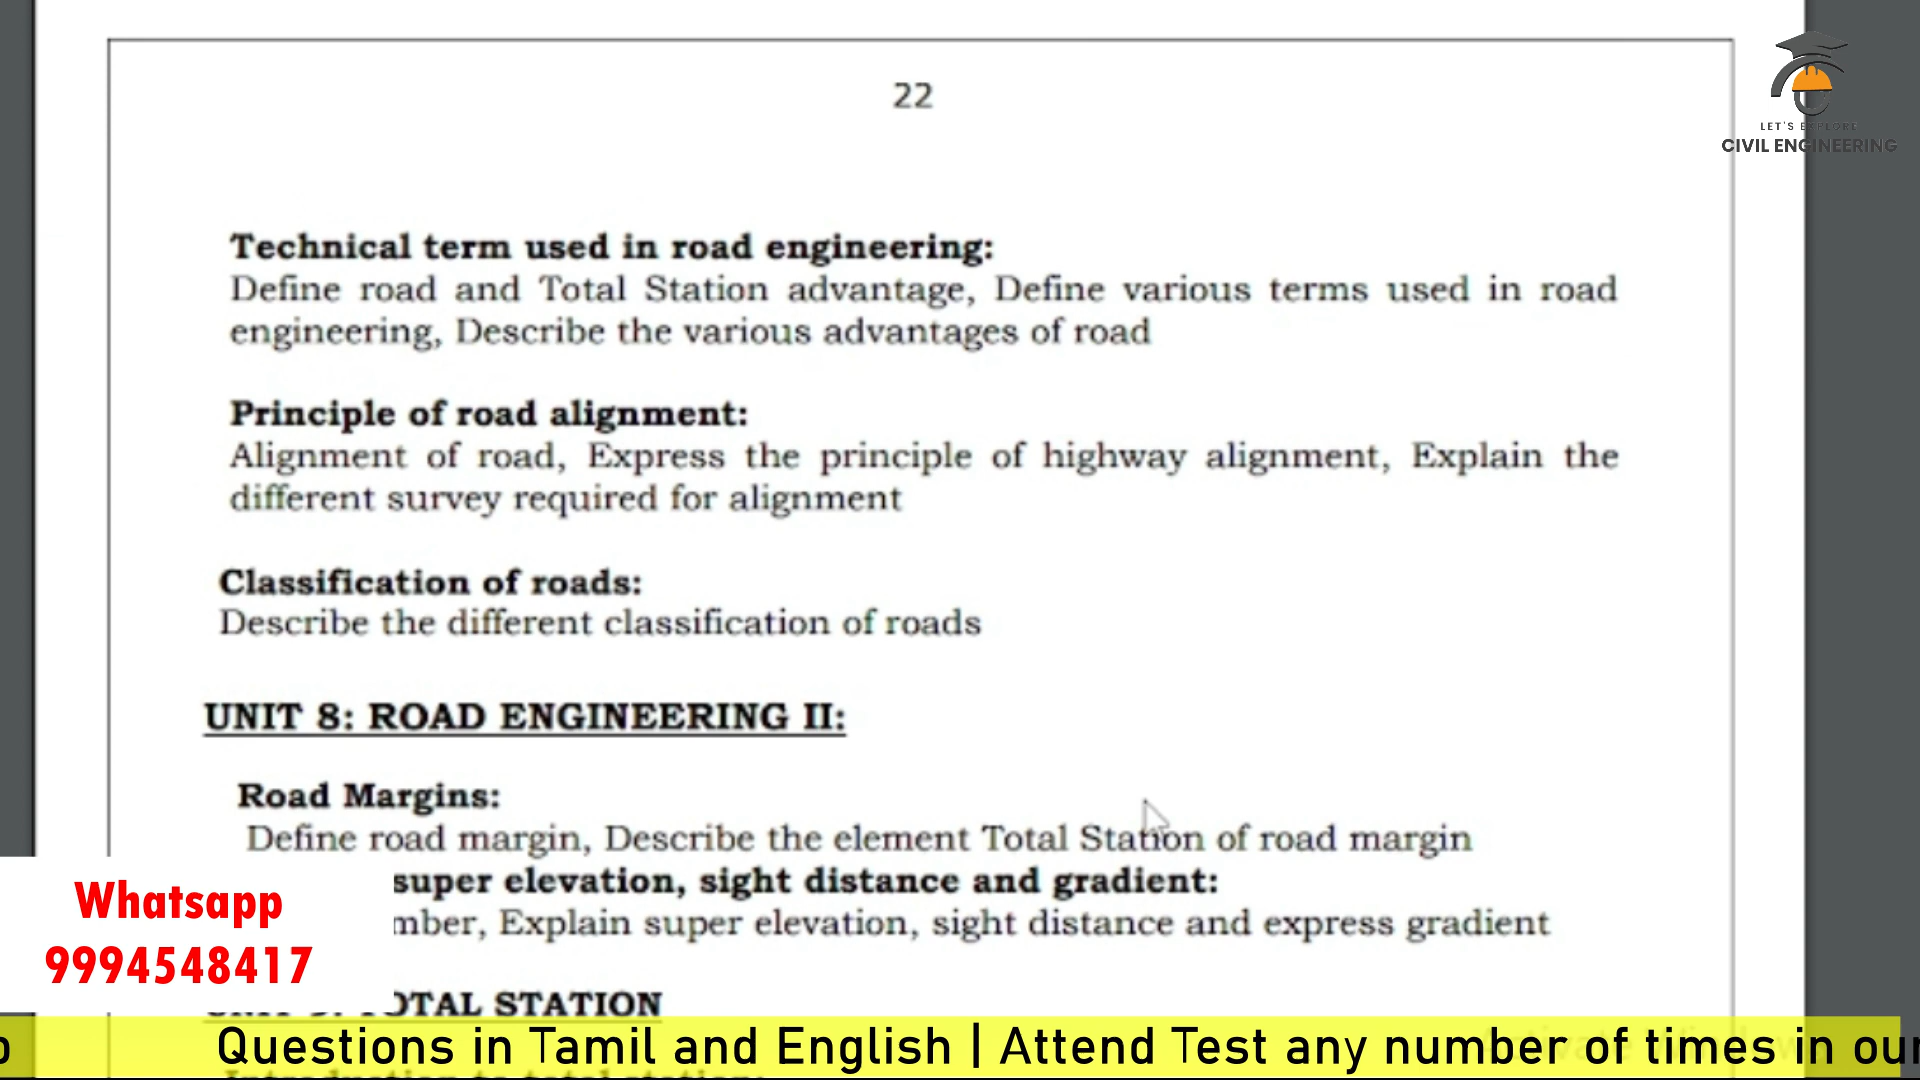 22
LET'S EXPLORE
CIVIL ENGINEERING
Technical term used in road engineering:
Define road and Total Station advantage, Define various terms used in road
engineering, Describe the various advantages of road
Principle of road alignment:
Alignment of road, Express the principle of highway alignment, Explain the
different survey required for alignment
Classification of roads:
Describe the different classification of roads
UNIT 8: ROAD ENGINEERING II:
Road Margins:
Define road margin, Describe the element Total Station of road margin
super elevation, sight distance and gradient:
mber, Explain super elevation, sight distance and express gradient
OTAL STATION
Whatsapp
9994548417
Questions in Tamil and English | Attend Test any number of times in our